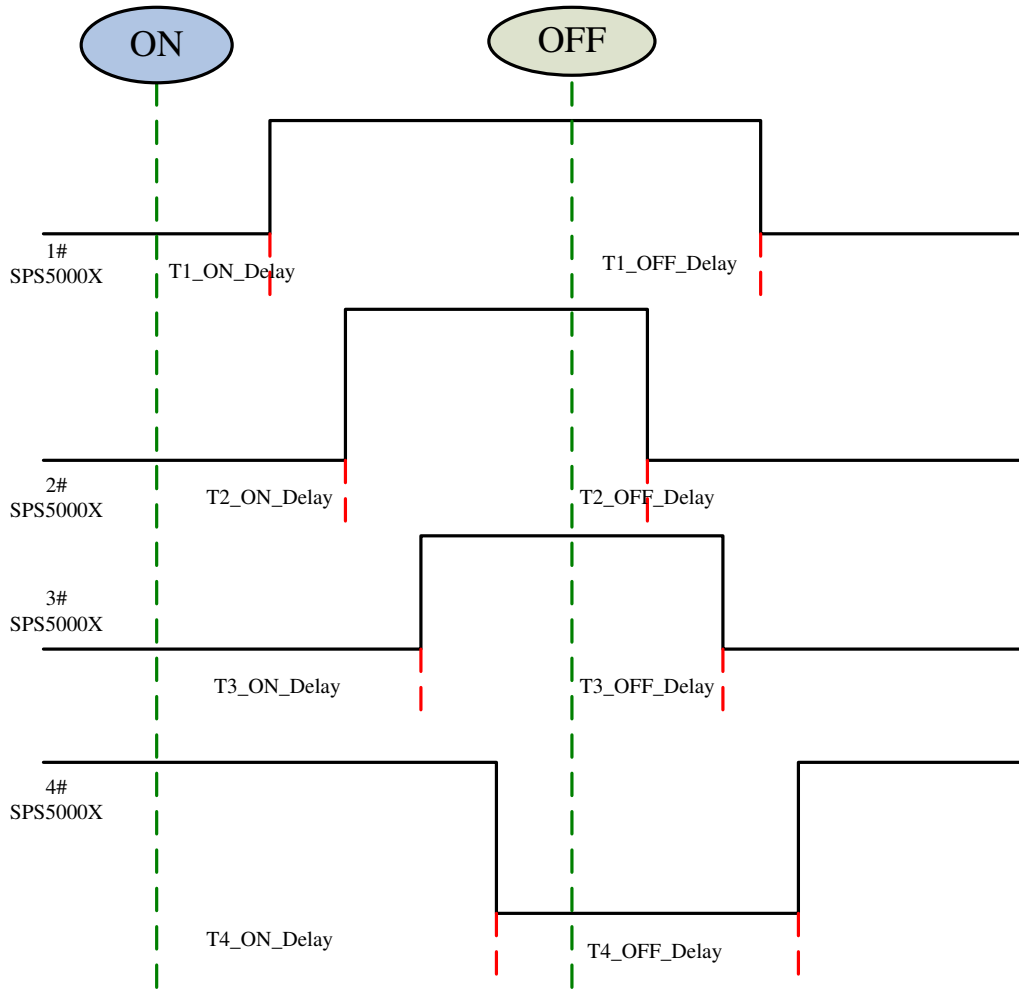 ON
OFF
1#
SPS5000X
T1_ON_Delay
T1_OFF_Delay
2#
SPS5000X
T2_ON_Delay
T2_OFF_Delay
3#
SPS5000X
T3_ON_Delay
T3_OFF_Delay
4#
SPS5000X
T4_ON_Delay
T4_OFF_Delay